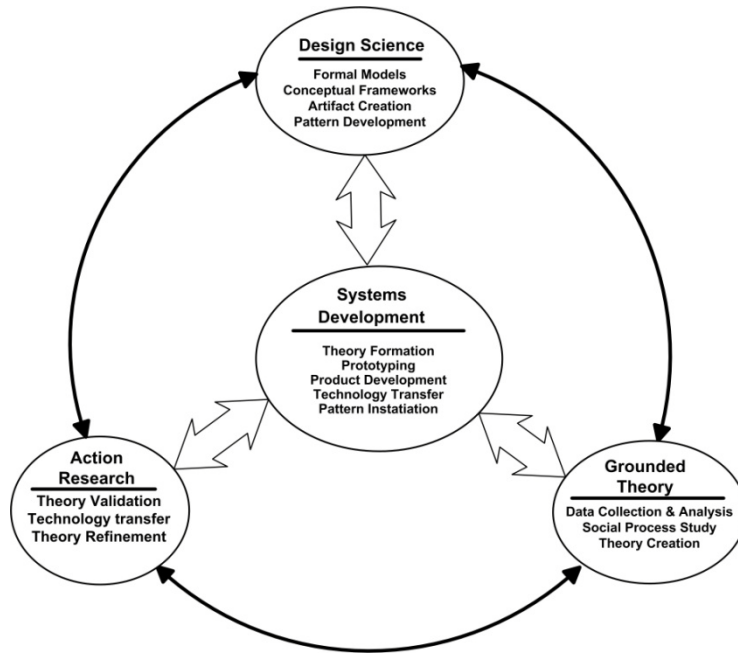 Design Science
Formal Models
Conceptual Frameworks
Artifact Creation
Pattern Development
Systems
Development
Theory Formation
Prototyping
Product Development
Technology Transfer
Pattern Instatiation
Action
Research
Theory Validation
Technology transfer
Theory Refinement
Grounded
Theory
Data Collection & Analysis
Social Process Study
Theory Creation